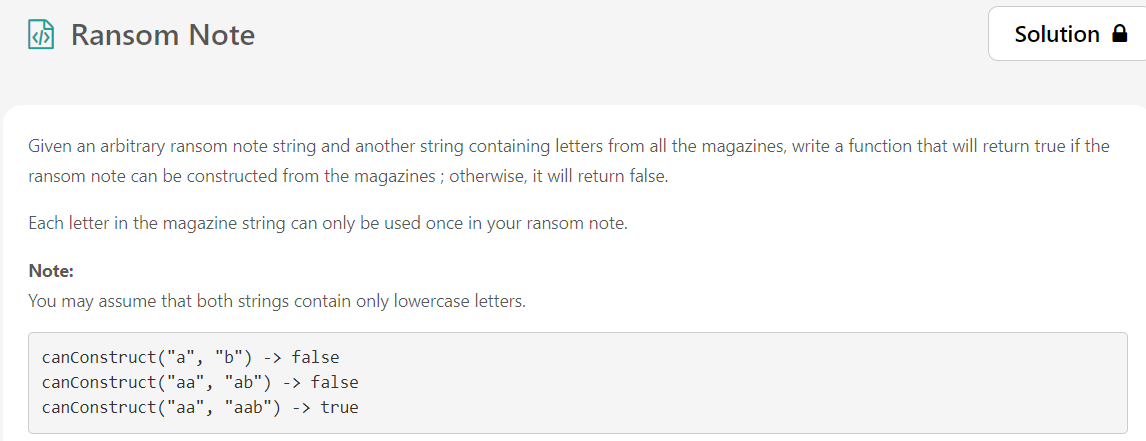 Ransom Note
Solution
Given an arbitrary ransom note string and another string containing letters from all the magazines, write a function that will return true if the
ransom note can be constructed from the magazines ; otherwise, it will return false.
Each letter in the magazine string can only be used once in your ransom note.
Note:
You may assume that both strings contain only lowercase letters.
canConstruct("a", "b") -> false
canConstruct("aa", "ab") -> false
canConstruct("aa", "aab") -> true